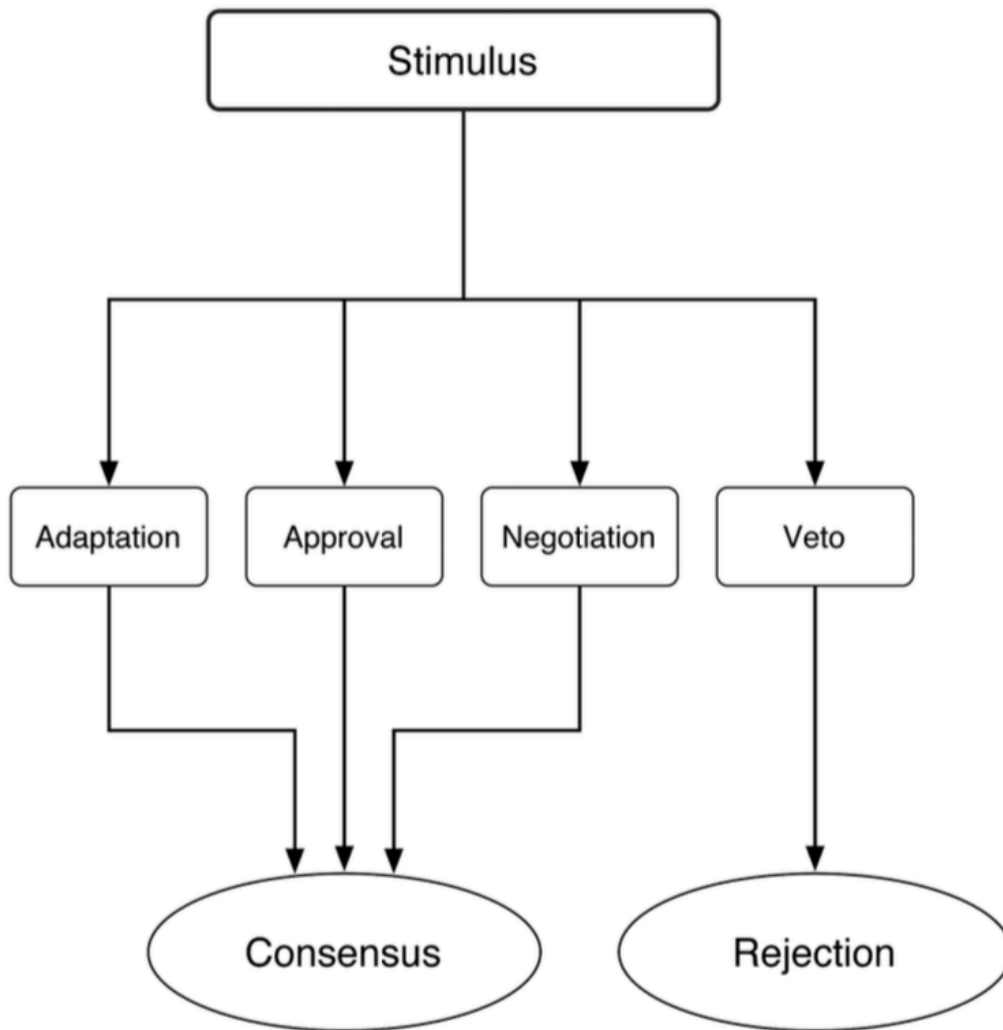 Stimulus
Adaptation
Approval
Negotiation
Veto
Consensus
Rejection